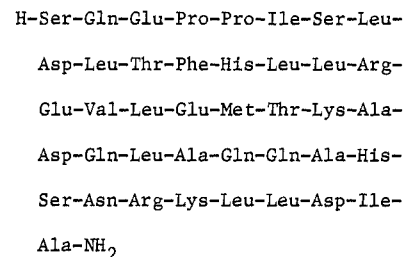 H-Ser-Gln-Glu-Pro-Pro-Ile-Ser-Leu-
Asp-Leu-Thr-Phe-His-Leu-Leu-Arg-
Glu-Val-Leu-Glu-Met-Thr-Lys-Ala-
Asp-Gln-Leu-Ala-Gln-Gln-Ala-His-
Ser-Asn-Arg-Lys-Leu-Leu-Asp-Ile-
Ala-NH₂